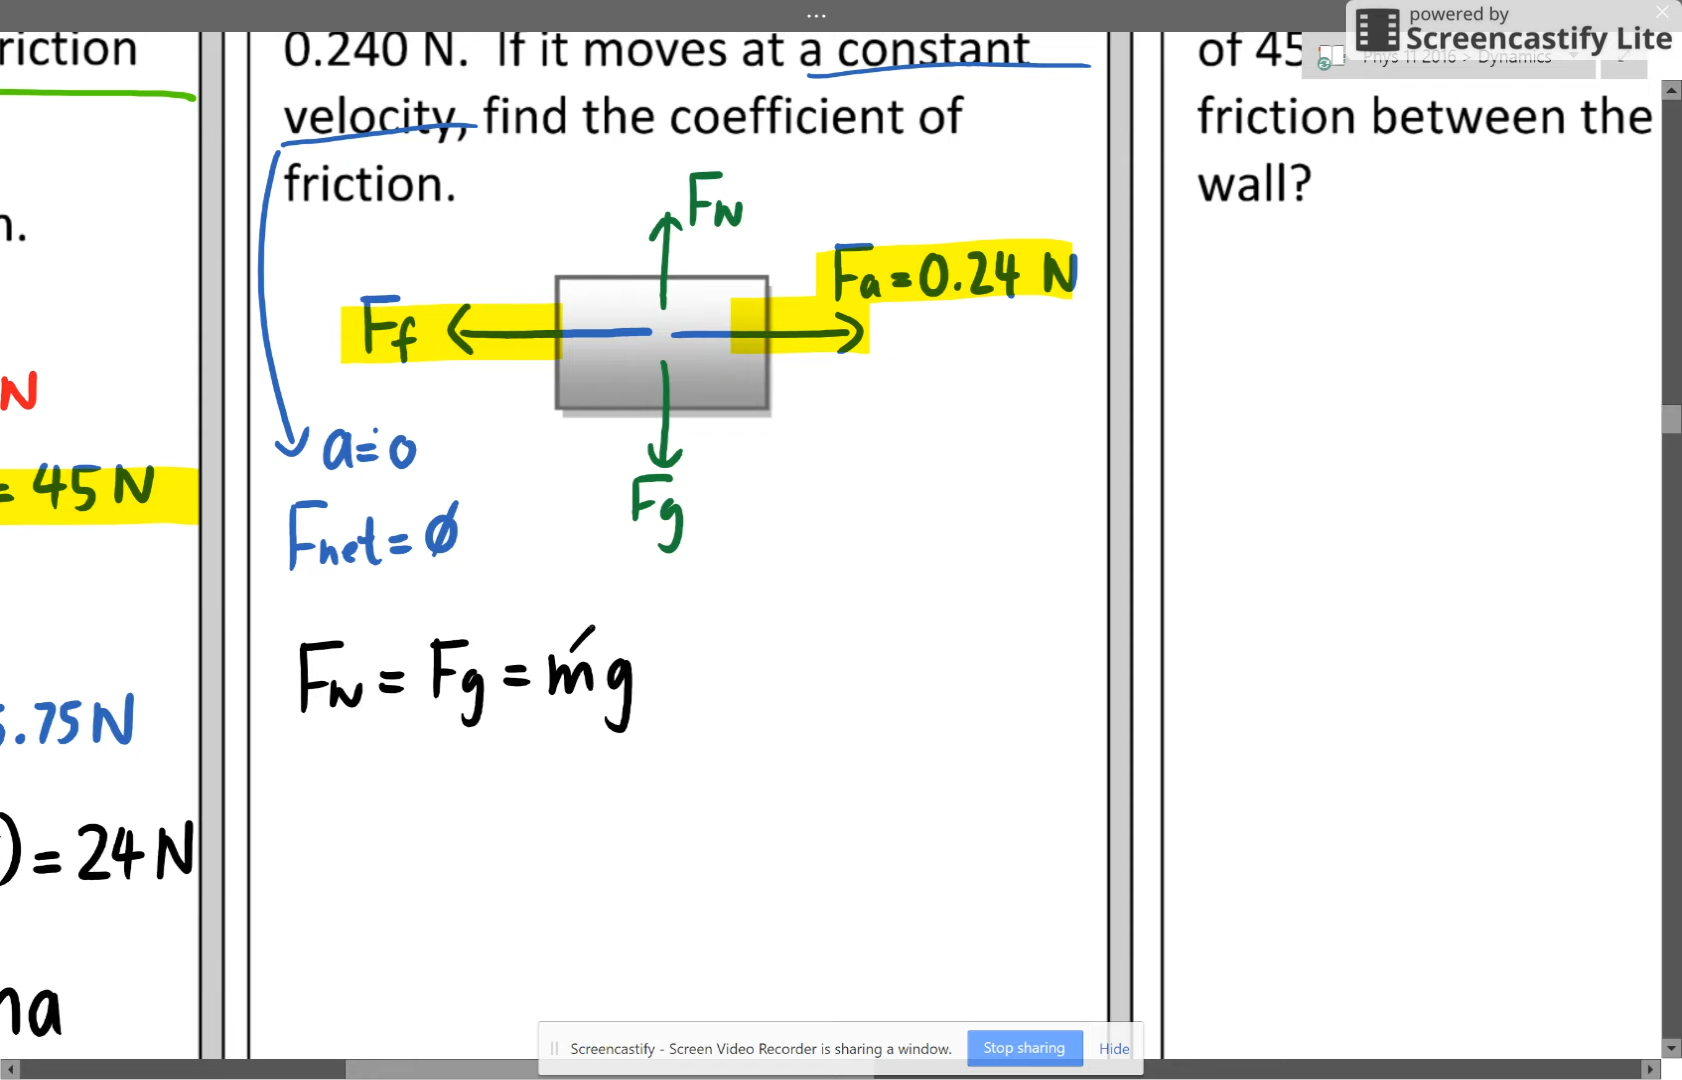 ...
powered by
Screencastify Lite
Phys 11 2016 > Dynamics
riction
n.
N
= 45 N
.75 N
) = 24 N
a
0.240 N. If it moves at a constant
velocity, find the coefficient of
friction.
FN
Fa = 0.24 N
Ff
a = 0
Fg
Fnet = Ø
FN = Fg = mg
of 45
friction between the
wall?
Screencastify - Screen Video Recorder is sharing a window.
Stop sharing
Hide